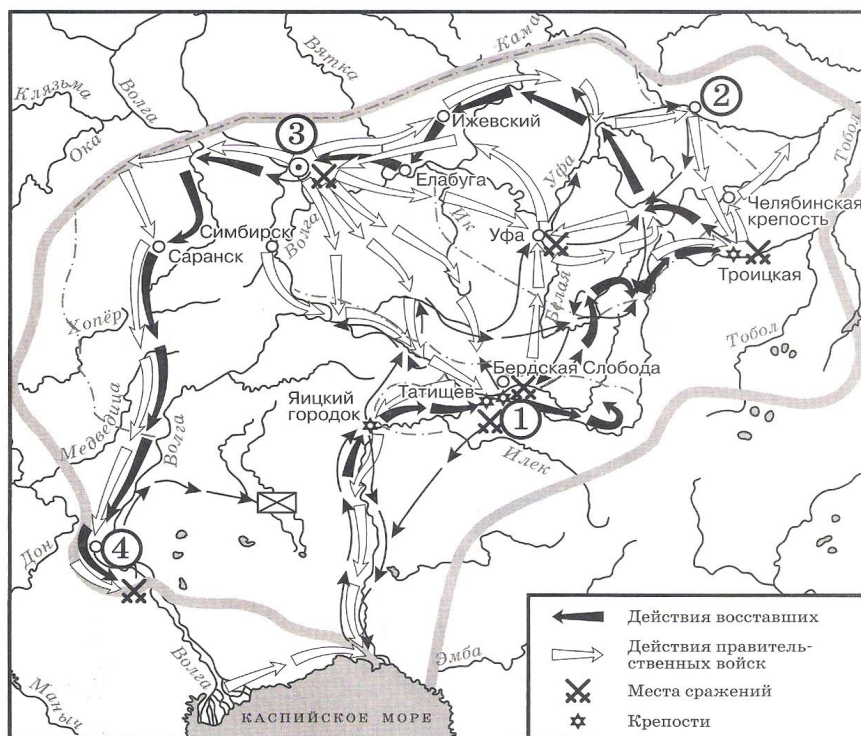 Кама
Вятка
Клязьма
Волга
2
Ока
3
Ижевский
Тобол
Уфа
Елабуга
Челябинская
крепость
Ик
Симбирск
Волга
Уфа
Саранск
Троицкая
Белая
Хопёр
Тобол
Бердская Слобода
Татищев
Яицкий
городок
1
Медведица
Волга
Илек
4
Дон
Действия восставших
Действия правитель-
ственных войск
Эмба
Волга
Места сражений
Маныч
КАСПИЙСКОЕ МОРЕ
Крепости